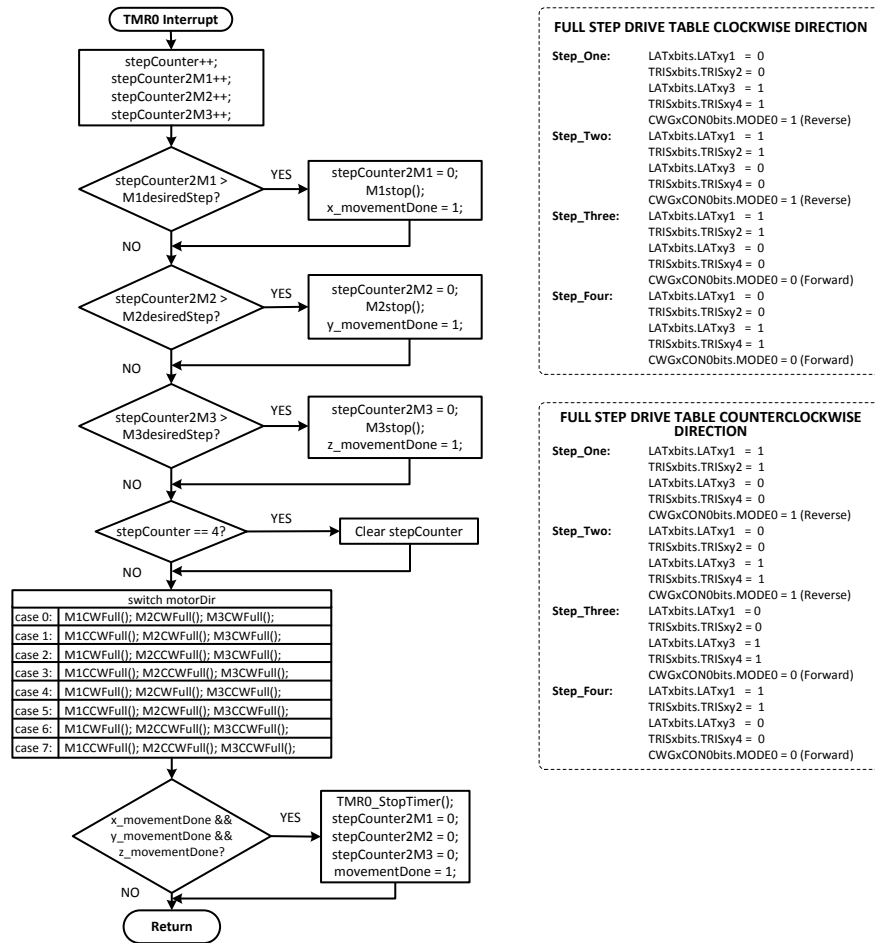 TMR0 Interrupt
stepCounter++;
stepCounter2M1++;
stepCounter2M2++;
stepCounter2M3++;
stepCounter2M1 >
M1desiredStep?
YES
stepCounter2M1 = 0;
M1stop();
x_movementDone = 1;
NO
stepCounter2M2 >
M2desiredStep?
YES
stepCounter2M2 = 0;
M2stop();
y_movementDone = 1;
NO
stepCounter2M3 >
M3desiredStep?
YES
stepCounter2M3 = 0;
M3stop();
z_movementDone = 1;
NO
stepCounter == 4?
YES
Clear stepCounter
NO
switch motorDir
case 0: M1CWFull(); M2CWFull(); M3CWFull();
case 1: M1CCWFull(); M2CWFull(); M3CWFull();
case 2: M1CWFull(); M2CCWFull(); M3CWFull();
case 3: M1CCWFull(); M2CCWFull(); M3CWFull();
case 4: M1CWFull(); M2CWFull(); M3CCWFull();
case 5: M1CCWFull(); M2CWFull(); M3CCWFull();
case 6: M1CWFull(); M2CCWFull(); M3CCWFull();
case 7: M1CCWFull(); M2CCWFull(); M3CCWFull();
x_movementDone &&
y_movementDone &&
z_movementDone?
YES
TMR0_StopTimer();
stepCounter2M1 = 0;
stepCounter2M2 = 0;
stepCounter2M3 = 0;
movementDone = 1;
NO
Return
FULL STEP DRIVE TABLE CLOCKWISE DIRECTION
Step_One: LATxbits.LATxy1 = 0
TRISxbits.TRISxy2 = 0
LATxbits.LATxy3 = 1
TRISxbits.TRISxy4 = 1
CWGxCON0bits.MODE0 = 1 (Reverse)
Step_Two: LATxbits.LATxy1 = 1
TRISxbits.TRISxy2 = 1
LATxbits.LATxy3 = 0
TRISxbits.TRISxy4 = 0
CWGxCON0bits.MODE0 = 1 (Reverse)
Step_Three: LATxbits.LATxy1 = 1
TRISxbits.TRISxy2 = 1
LATxbits.LATxy3 = 0
TRISxbits.TRISxy4 = 0
CWGxCON0bits.MODE0 = 0 (Forward)
Step_Four: LATxbits.LATxy1 = 0
TRISxbits.TRISxy2 = 0
LATxbits.LATxy3 = 1
TRISxbits.TRISxy4 = 1
CWGxCON0bits.MODE0 = 0 (Forward)
FULL STEP DRIVE TABLE COUNTERCLOCKWISE
DIRECTION
Step_One: LATxbits.LATxy1 = 1
TRISxbits.TRISxy2 = 1
LATxbits.LATxy3 = 0
TRISxbits.TRISxy4 = 0
CWGxCON0bits.MODE0 = 1 (Reverse)
Step_Two: LATxbits.LATxy1 = 0
TRISxbits.TRISxy2 = 0
LATxbits.LATxy3 = 1
TRISxbits.TRISxy4 = 1
CWGxCON0bits.MODE0 = 1 (Reverse)
Step_Three: LATxbits.LATxy1 = 0
TRISxbits.TRISxy2 = 0
LATxbits.LATxy3 = 1
TRISxbits.TRISxy4 = 1
CWGxCON0bits.MODE0 = 0 (Forward)
Step_Four: LATxbits.LATxy1 = 1
TRISxbits.TRISxy2 = 1
LATxbits.LATxy3 = 0
TRISxbits.TRISxy4 = 0
CWGxCON0bits.MODE0 = 0 (Forward)